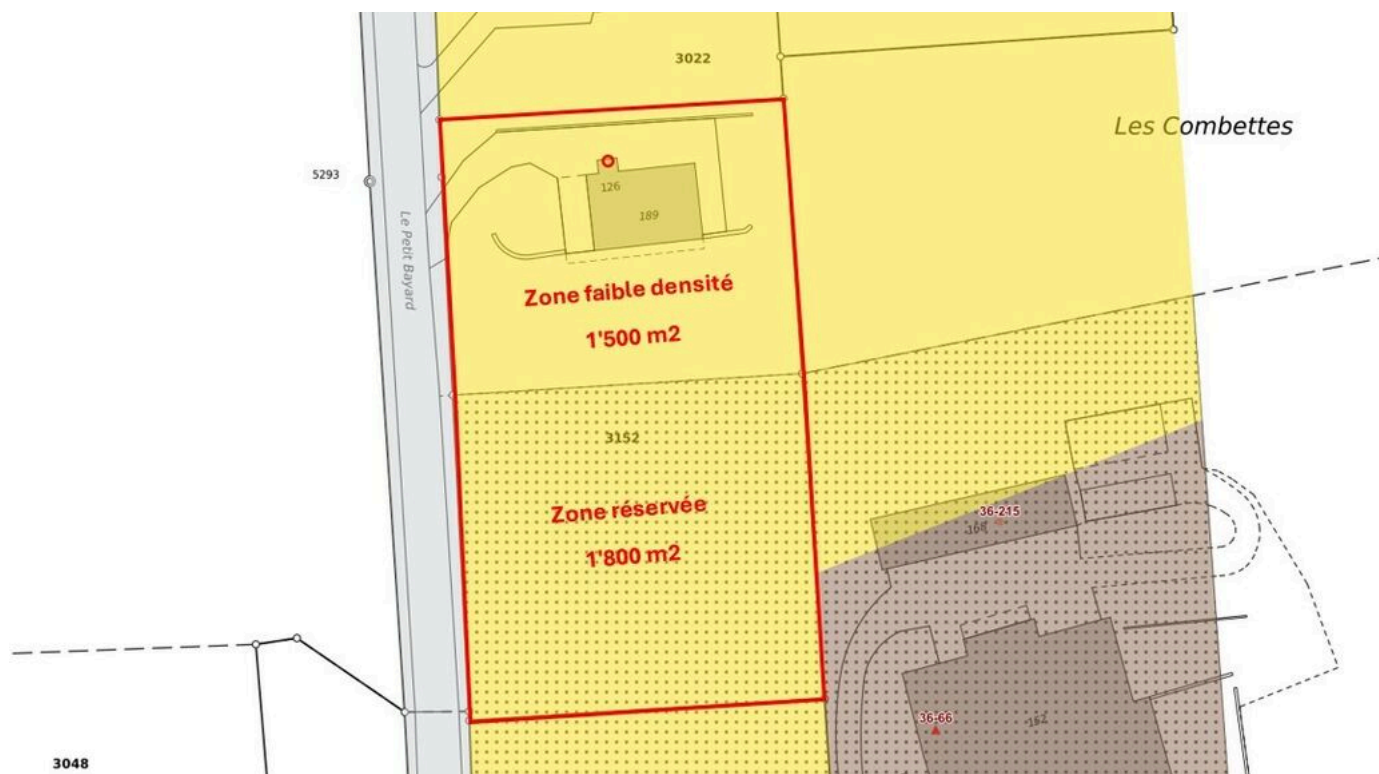 3022
Les Combettes
5293
126
189
Le Petit Bayard
Zone faible densité
1'500 m2
3152
Zone réservée
1'800 m2
36-215
168
36-66
152
3048